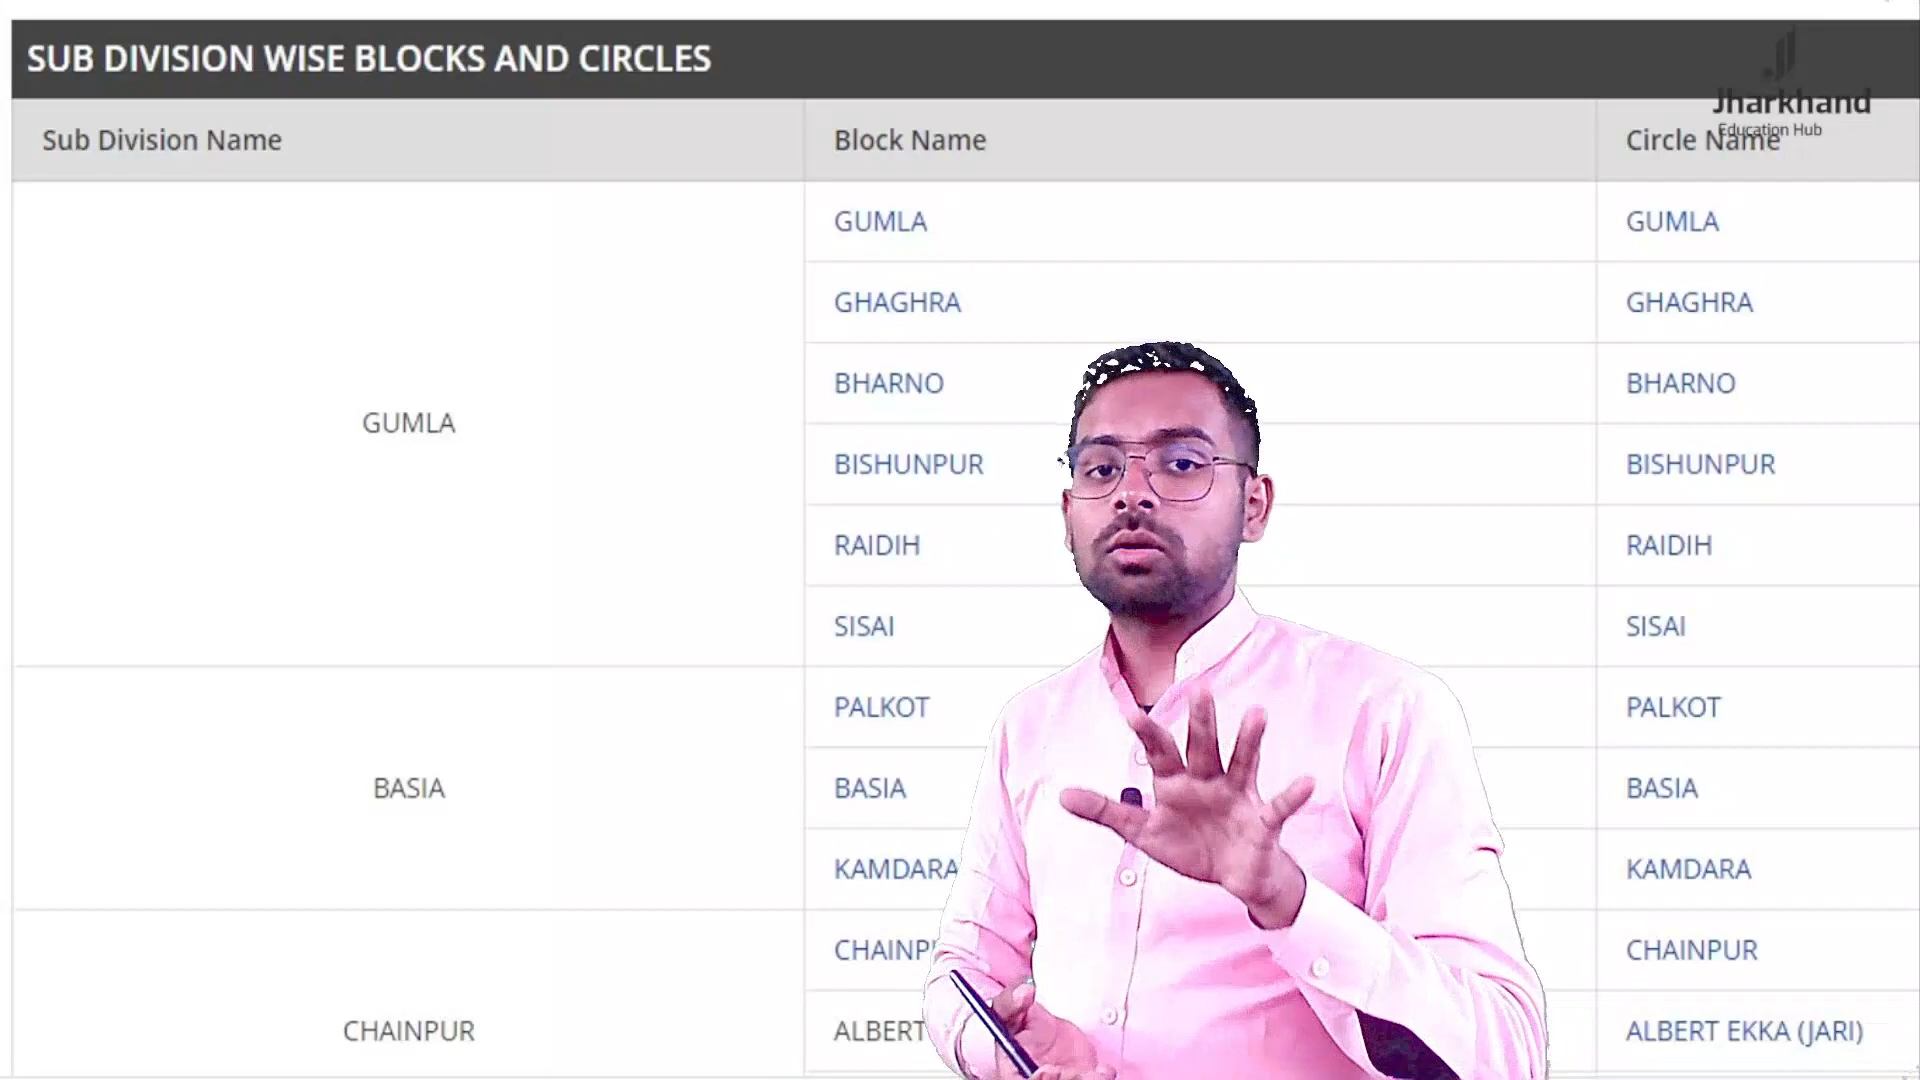 SUB DIVISION WISE BLOCKS AND CIRCLES
Jharkhand
Education Hub
Sub Division Name Block Name Circle Name
GUMLA GUMLA
GHAGHRA GHAGHRA
BHARNO BHARNO
GUMLA
BISHUNPUR BISHUNPUR
RAIDIH RAIDIH
SISAI SISAI
PALKOT PALKOT
BASIA BASIA BASIA
KAMDARA KAMDARA
CHAINP CHAINPUR
CHAINPUR ALBERT ALBERT EKKA (JARI)